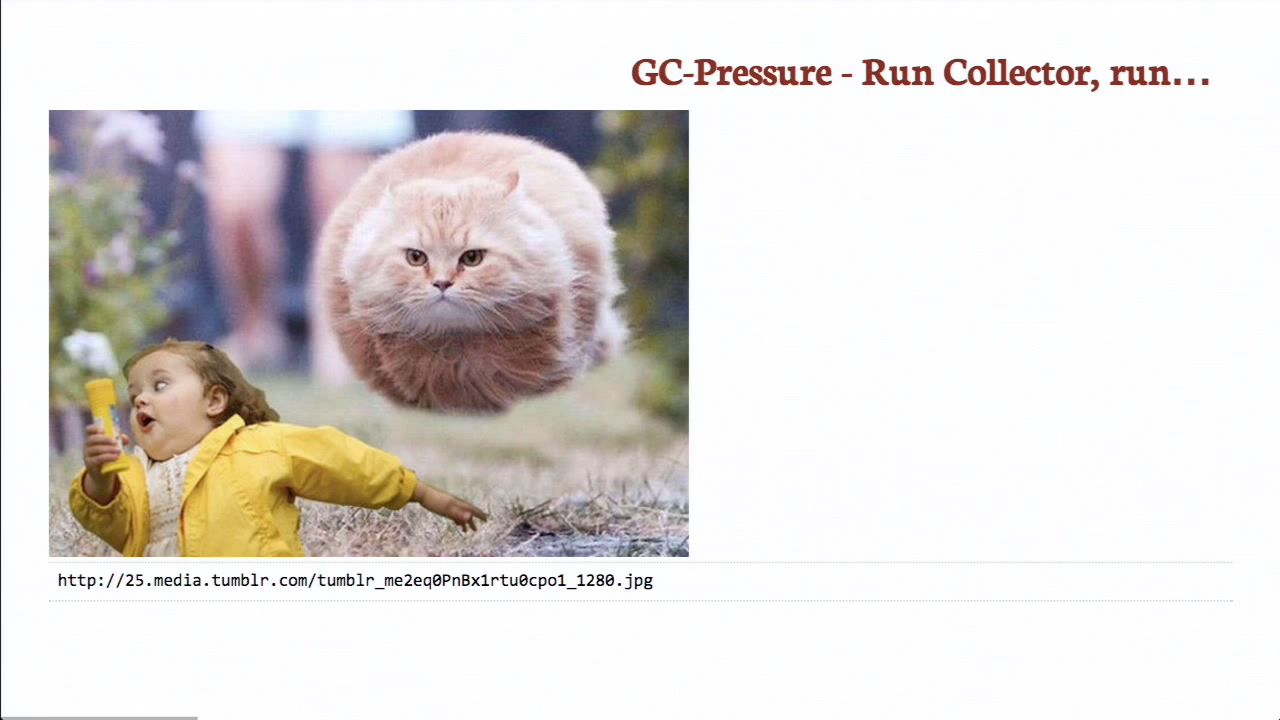 GC-Pressure - Run Collector, run...
http://25.media.tumblr.com/tumblr_me2eq0PnBx1rtu0cpo1_1280.jpg